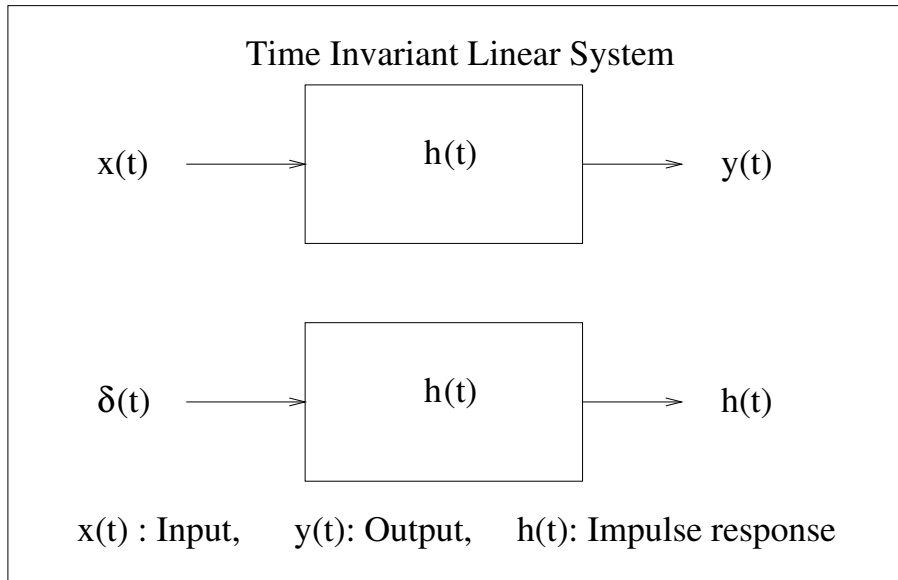 Time Invariant Linear System
x(t) h(t) y(t)
δ(t) h(t) h(t)
x(t) : Input, y(t): Output, h(t): Impulse response